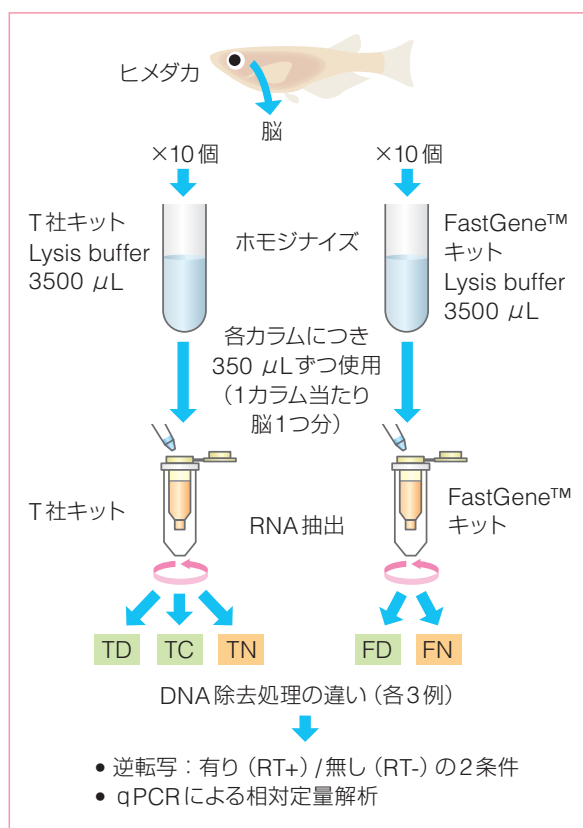 ヒメダカ
脳
×10個
×10個
T社キット
Lysis buffer
3500 μL
ホモジナイズ
FastGene™
キット
Lysis buffer
3500 μL
各カラムにつき
350 μLずつ使用
(1カラム当たり
脳1つ分)
T社キット
RNA抽出
FastGene™
キット
TD TC TN FD FN
DNA除去処理の違い(各3例)
• 逆転写:有り(RT+)/無し(RT-)の2条件
• qPCRによる相対定量解析